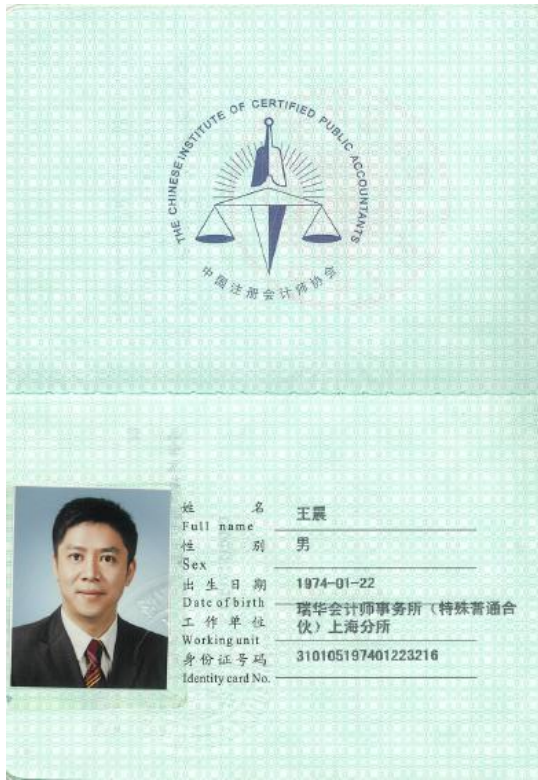 THE CHINESE INSTITUTE OF CERTIFIED PUBLIC ACCOUNTANTS
中国注册会计师协会
姓 名 王晨
Full name
性 别 男
Sex
出生日期 1974-01-22
Date of birth
工作单位 瑞华会计师事务所（特殊普通合
伙）上海分所
Working unit
身份证号码 310105197401223216
Identity card No.